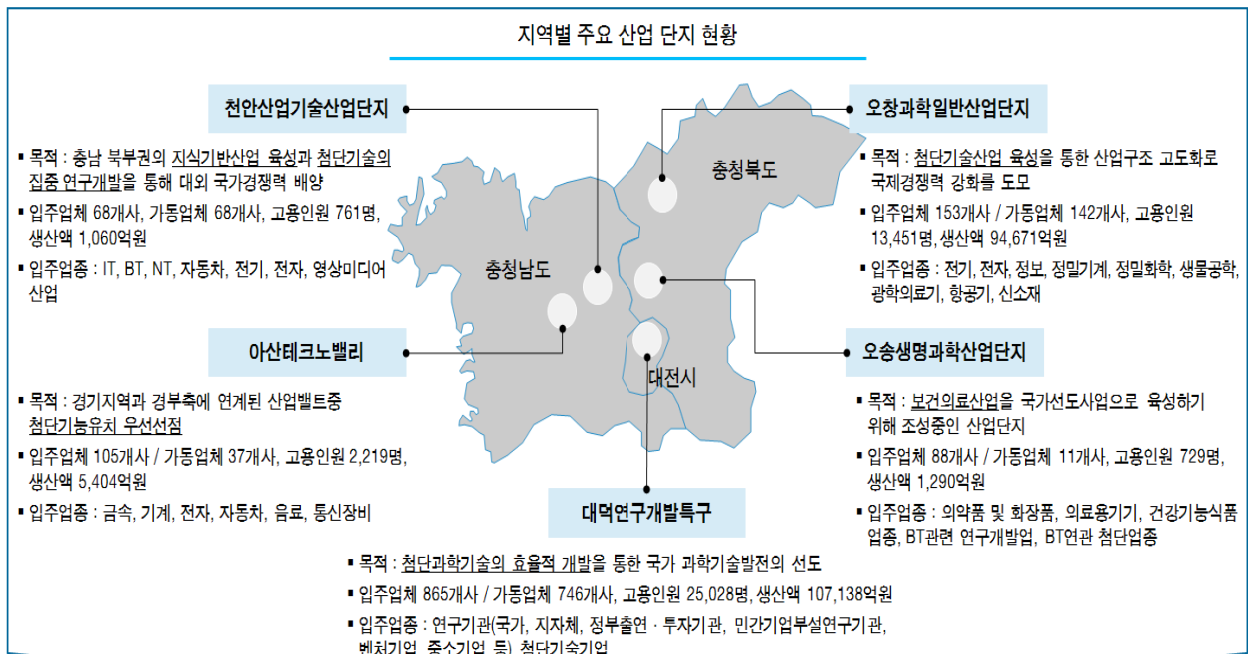 지역별 주요 산업 단지 현황
천안산업기술산업단지
▪ 목적 : 충남 북부권의 지식기반산업 육성과 첨단기술의
집중 연구개발을 통해 대외 국가경쟁력 배양
▪ 입주업체 68개사, 가동업체 68개사, 고용인원 761명,
생산액 1,060억원
▪ 입주업종 : IT, BT, NT, 자동차, 전기, 전자, 영상미디어
산업
오창과학일반산업단지
▪ 목적 : 첨단기술산업 육성을 통한 산업구조 고도화로
국제경쟁력 강화를 도모
▪ 입주업체 153개사 / 가동업체 142개사, 고용인원
13,451명, 생산액 94,671억원
▪ 입주업종 : 전기, 전자, 정보, 정밀기계, 정밀화학, 생물공학,
광학의료기, 항공기, 신소재
충청북도
충청남도
대전시
아산테크노밸리
▪ 목적 : 경기지역과 경부축에 연계된 산업밸트중
첨단기능유치 우선선점
▪ 입주업체 105개사 / 가동업체 37개사, 고용인원 2,219명,
생산액 5,404억원
▪ 입주업종 : 금속, 기계, 전자, 자동차, 음료, 통신장비
오송생명과학산업단지
▪ 목적 : 보건의료산업을 국가선도사업으로 육성하기
위해 조성중인 산업단지
▪ 입주업체 88개사 / 가동업체 11개사, 고용인원 729명,
생산액 1,290억원
▪ 입주업종 : 의약품 및 화장품, 의료용기기, 건강기능식품
업종, BT관련 연구개발업, BT연관 첨단업종
대덕연구개발특구
▪ 목적 : 첨단과학기술의 효율적 개발을 통한 국가 과학기술발전의 선도
▪ 입주업체 865개사 / 가동업체 746개사, 고용인원 25,028명, 생산액 107,138억원
▪ 입주업종 : 연구기관(국가, 지자체, 정부출연 · 투자기관, 민간기업부설연구기관,
벤처기업, 중소기업 등), 첨단기술기업